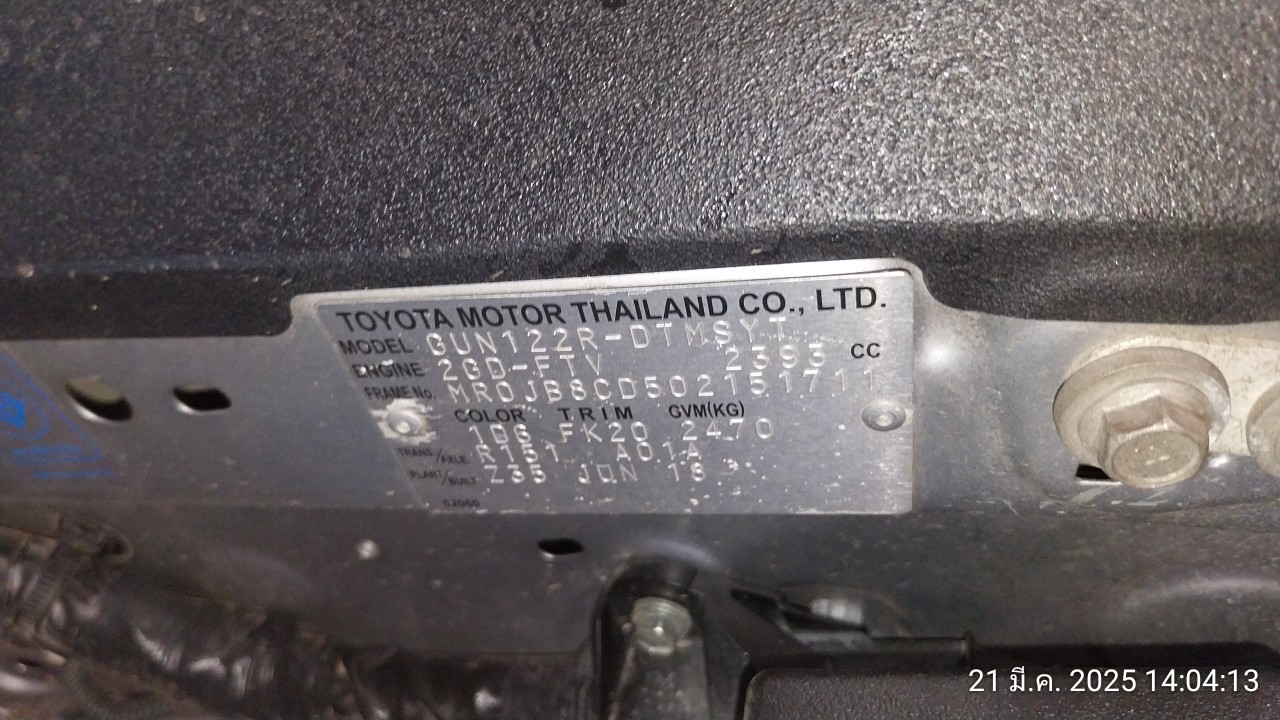 TOYOTA MOTOR THAILAND CO., LTD.
MODEL GUN122R-DTMSYT
ENGINE 2GD-FTV 2393 CC
FRAME No. MR0JB8CD502151711
COLOR TRIM GVM(KG)
1D6 FK20 2470
TRANS/AXLE R151 A01A
PLANT/BUILT Z35 JUN 18
62060
21 มี.ค. 2025 14:04:13